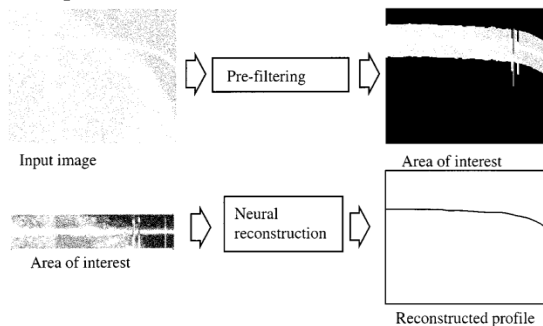 Pre-filtering
Input image
Area of interest
Neural
reconstruction
Area of interest
Reconstructed profile